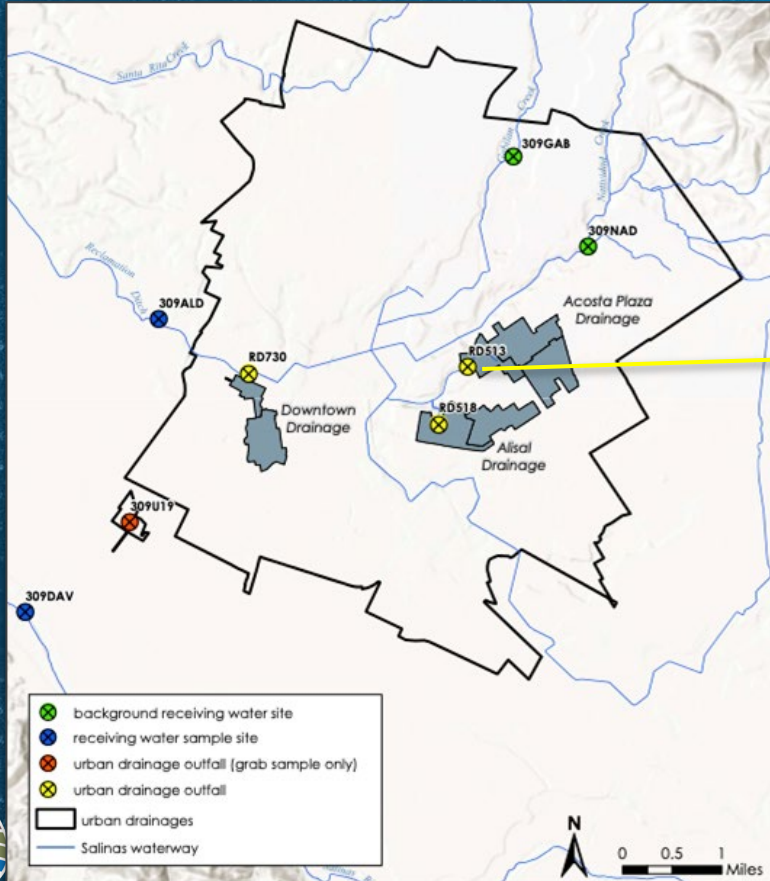 Santa Rita Creek
Gabilan Creek
Natividad Creek
309GAB
309NAD
Reclamation Ditch
309ALD
Acosta Plaza
Drainage
RD730
RD513
Downtown
Drainage
RD518
Alisal
Drainage
309U19
309DAV
background receiving water site
receiving water sample site
urban drainage outfall (grab sample only)
urban drainage outfall
urban drainages
Salinas waterway
N
0 0.5 1
Miles